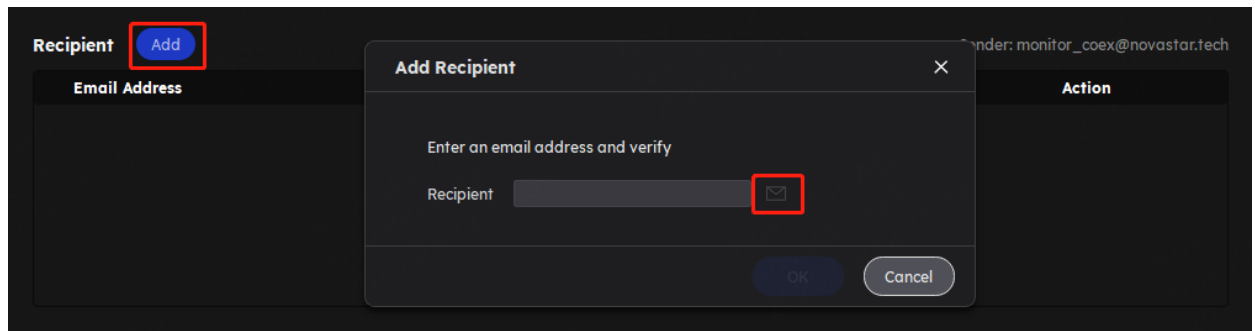 Recipient Add
nder: monitor_coex@novastar.tech
Add Recipient
Email Address
Action
Enter an email address and verify
Recipient
OK
Cancel